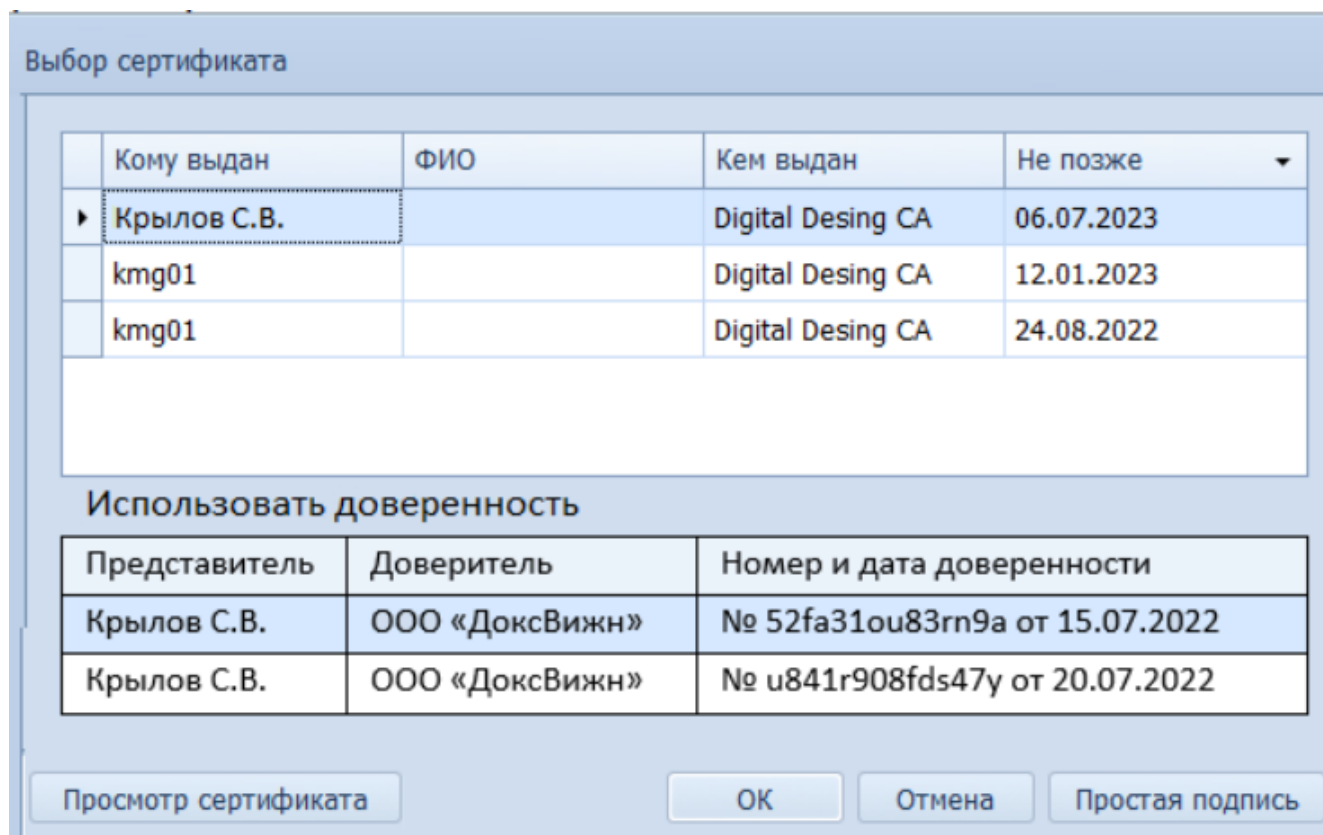 Выбор сертификата
Кому выдан ФИО Кем выдан Не позже
Крылов С.В. Digital Desing CA 06.07.2023
kmg01 Digital Desing CA 12.01.2023
kmg01 Digital Desing CA 24.08.2022
Использовать доверенность
Представитель Доверитель Номер и дата доверенности
Крылов С.В. ООО «ДоксВижн» № 52fa31ou83rn9a от 15.07.2022
Крылов С.В. ООО «ДоксВижн» № u841r908fds47y от 20.07.2022
Просмотр сертификата ОК Отмена Простая подпись